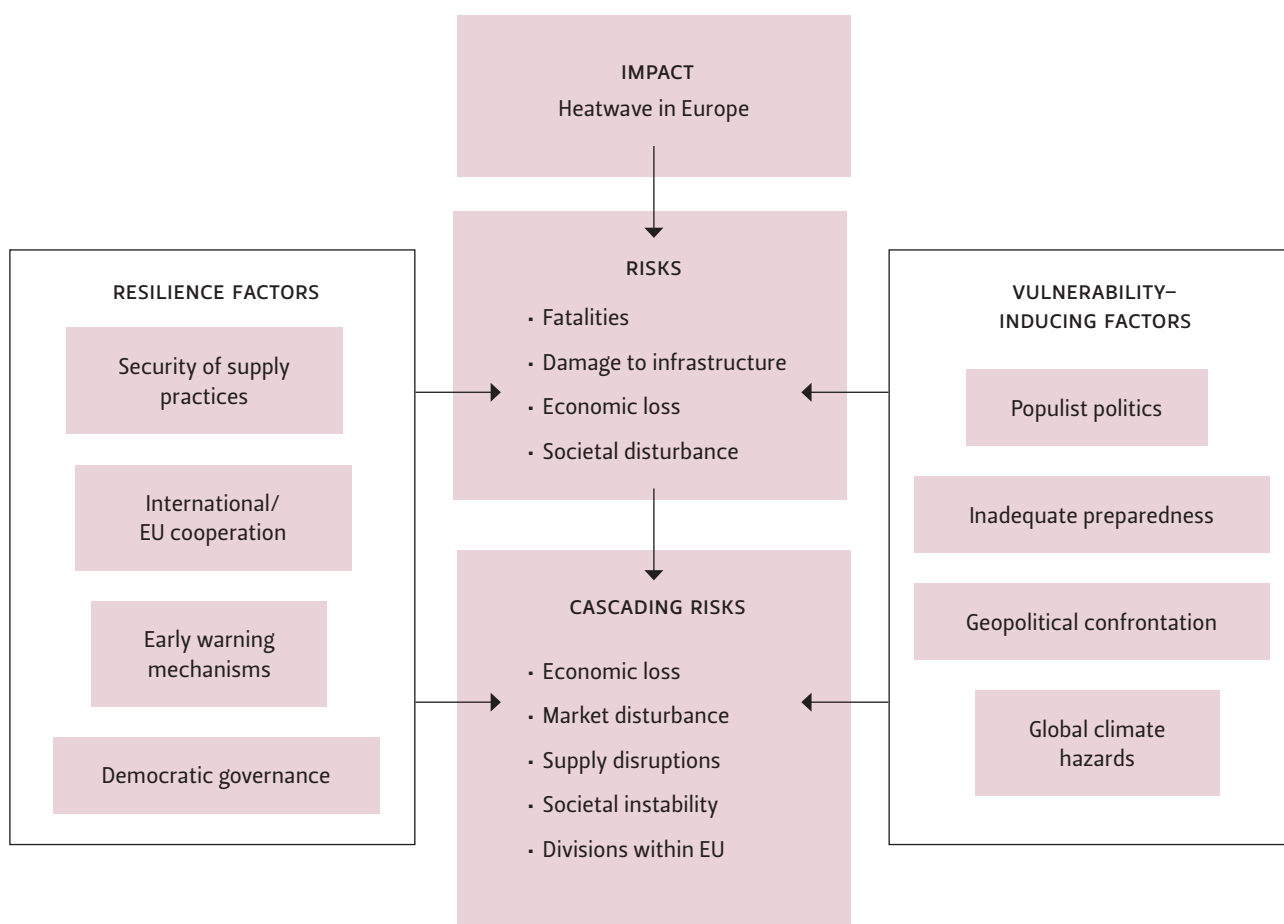 IMPACT
Heatwave in Europe
RISKS
· Fatalities
· Damage to infrastructure
· Economic loss
· Societal disturbance
CASCADING RISKS
· Economic loss
· Market disturbance
· Supply disruptions
· Societal instability
· Divisions within EU
RESILIENCE FACTORS
Security of supply
practices
International/
EU cooperation
Early warning
mechanisms
Democratic governance
VULNERABILITY–
INDUCING FACTORS
Populist politics
Inadequate preparedness
Geopolitical confrontation
Global climate
hazards